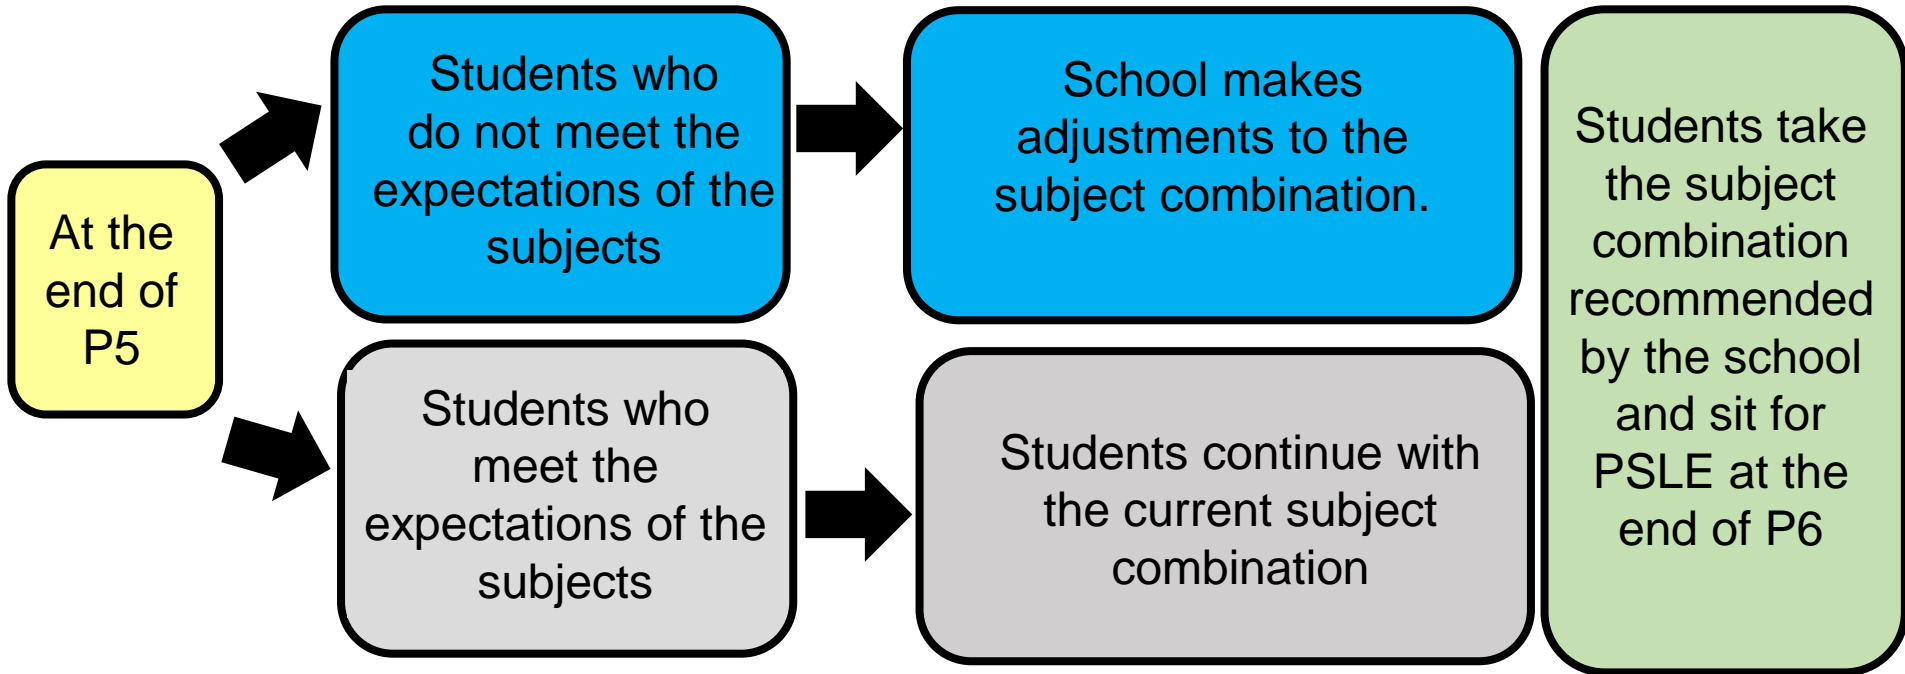 At the
end of
P5
Students who
do not meet the
expectations of the
subjects
School makes
adjustments to the
subject combination.
Students who
meet the
expectations of the
subjects
Students continue with
the current subject
combination
Students take
the subject
combination
recommended
by the school
and sit for
PSLE at the
end of P6